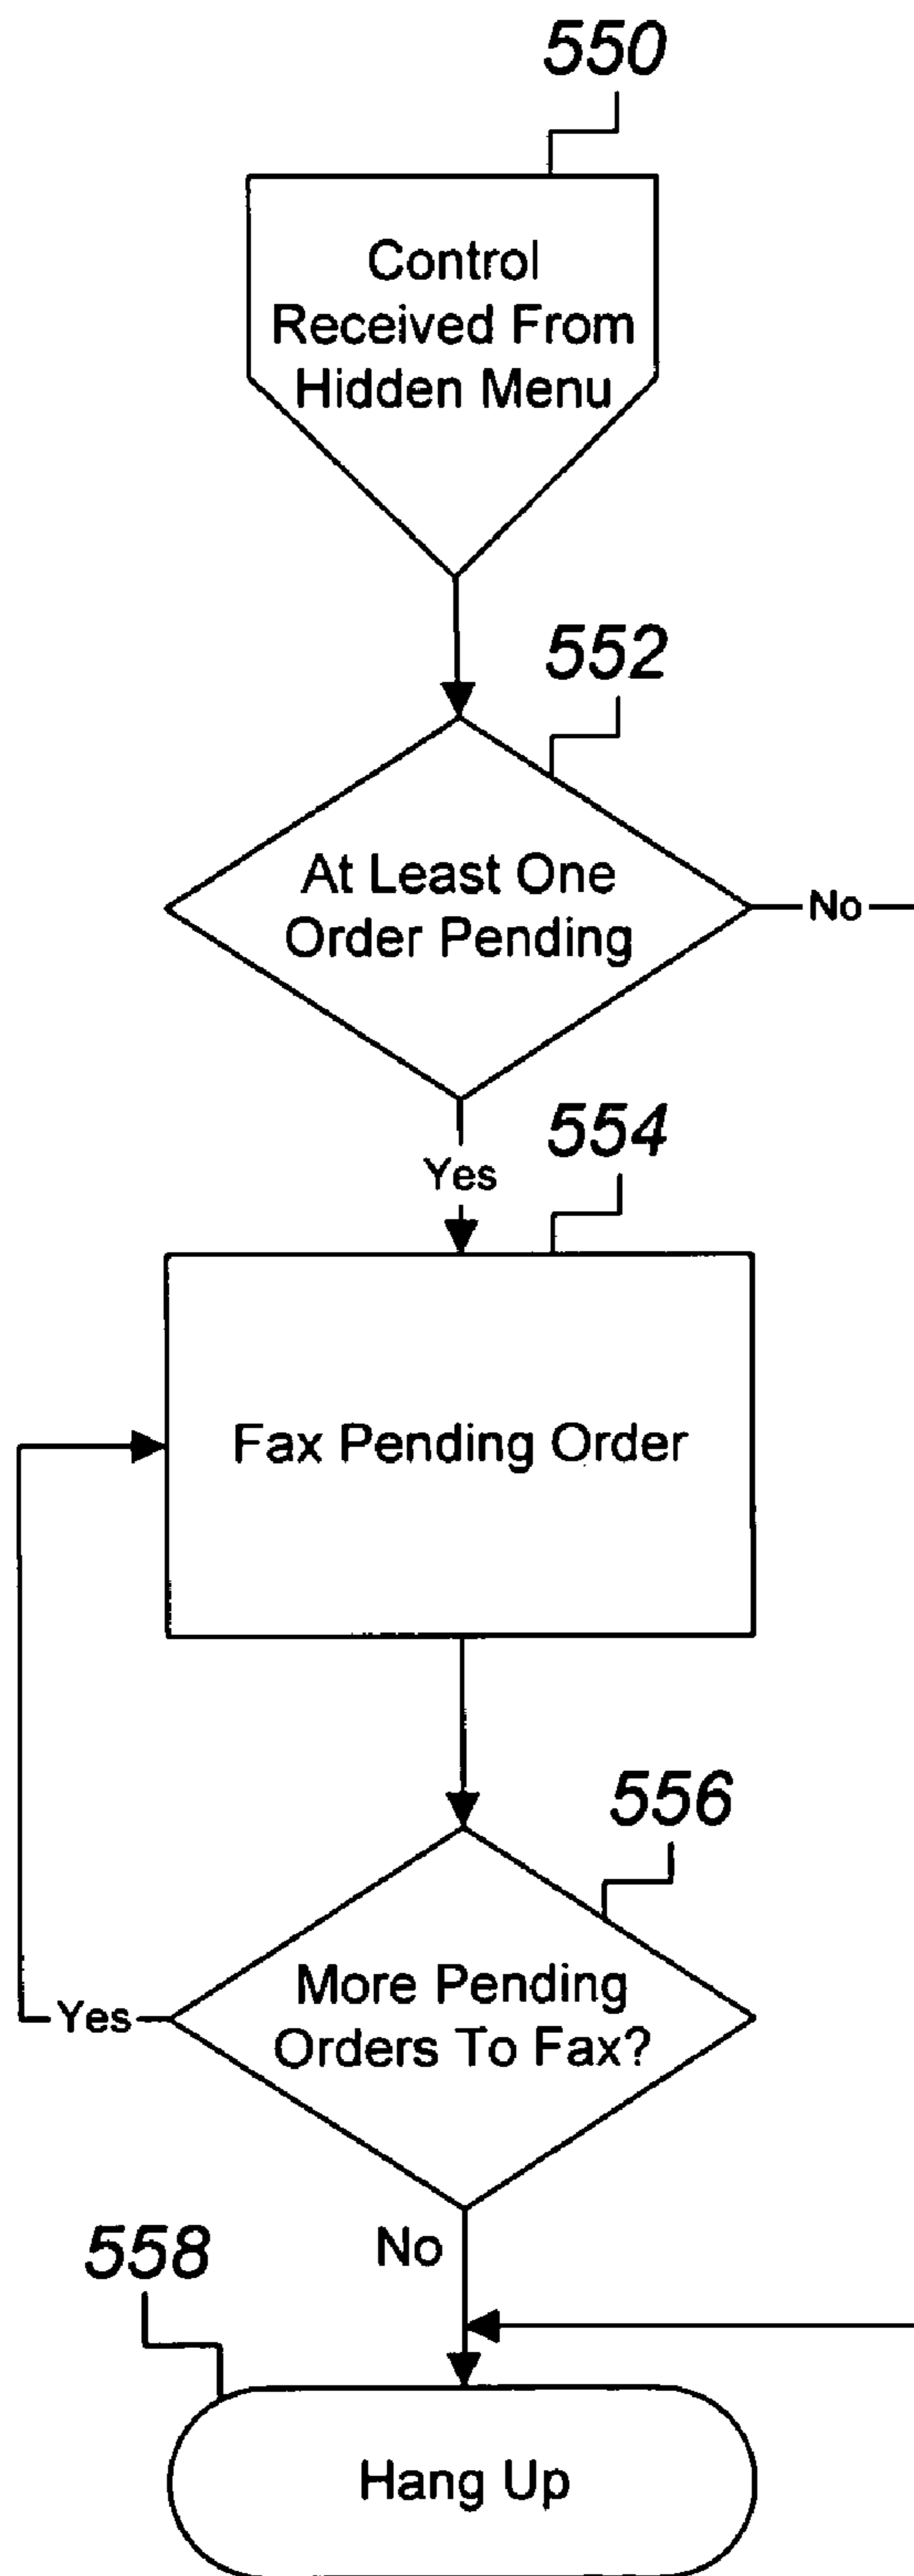 550
Control
Received From
Hidden Menu
552
At Least One
Order Pending
No
554
Yes
Fax Pending Order
556
More Pending
Orders To Fax?
Yes
No
558
Hang Up